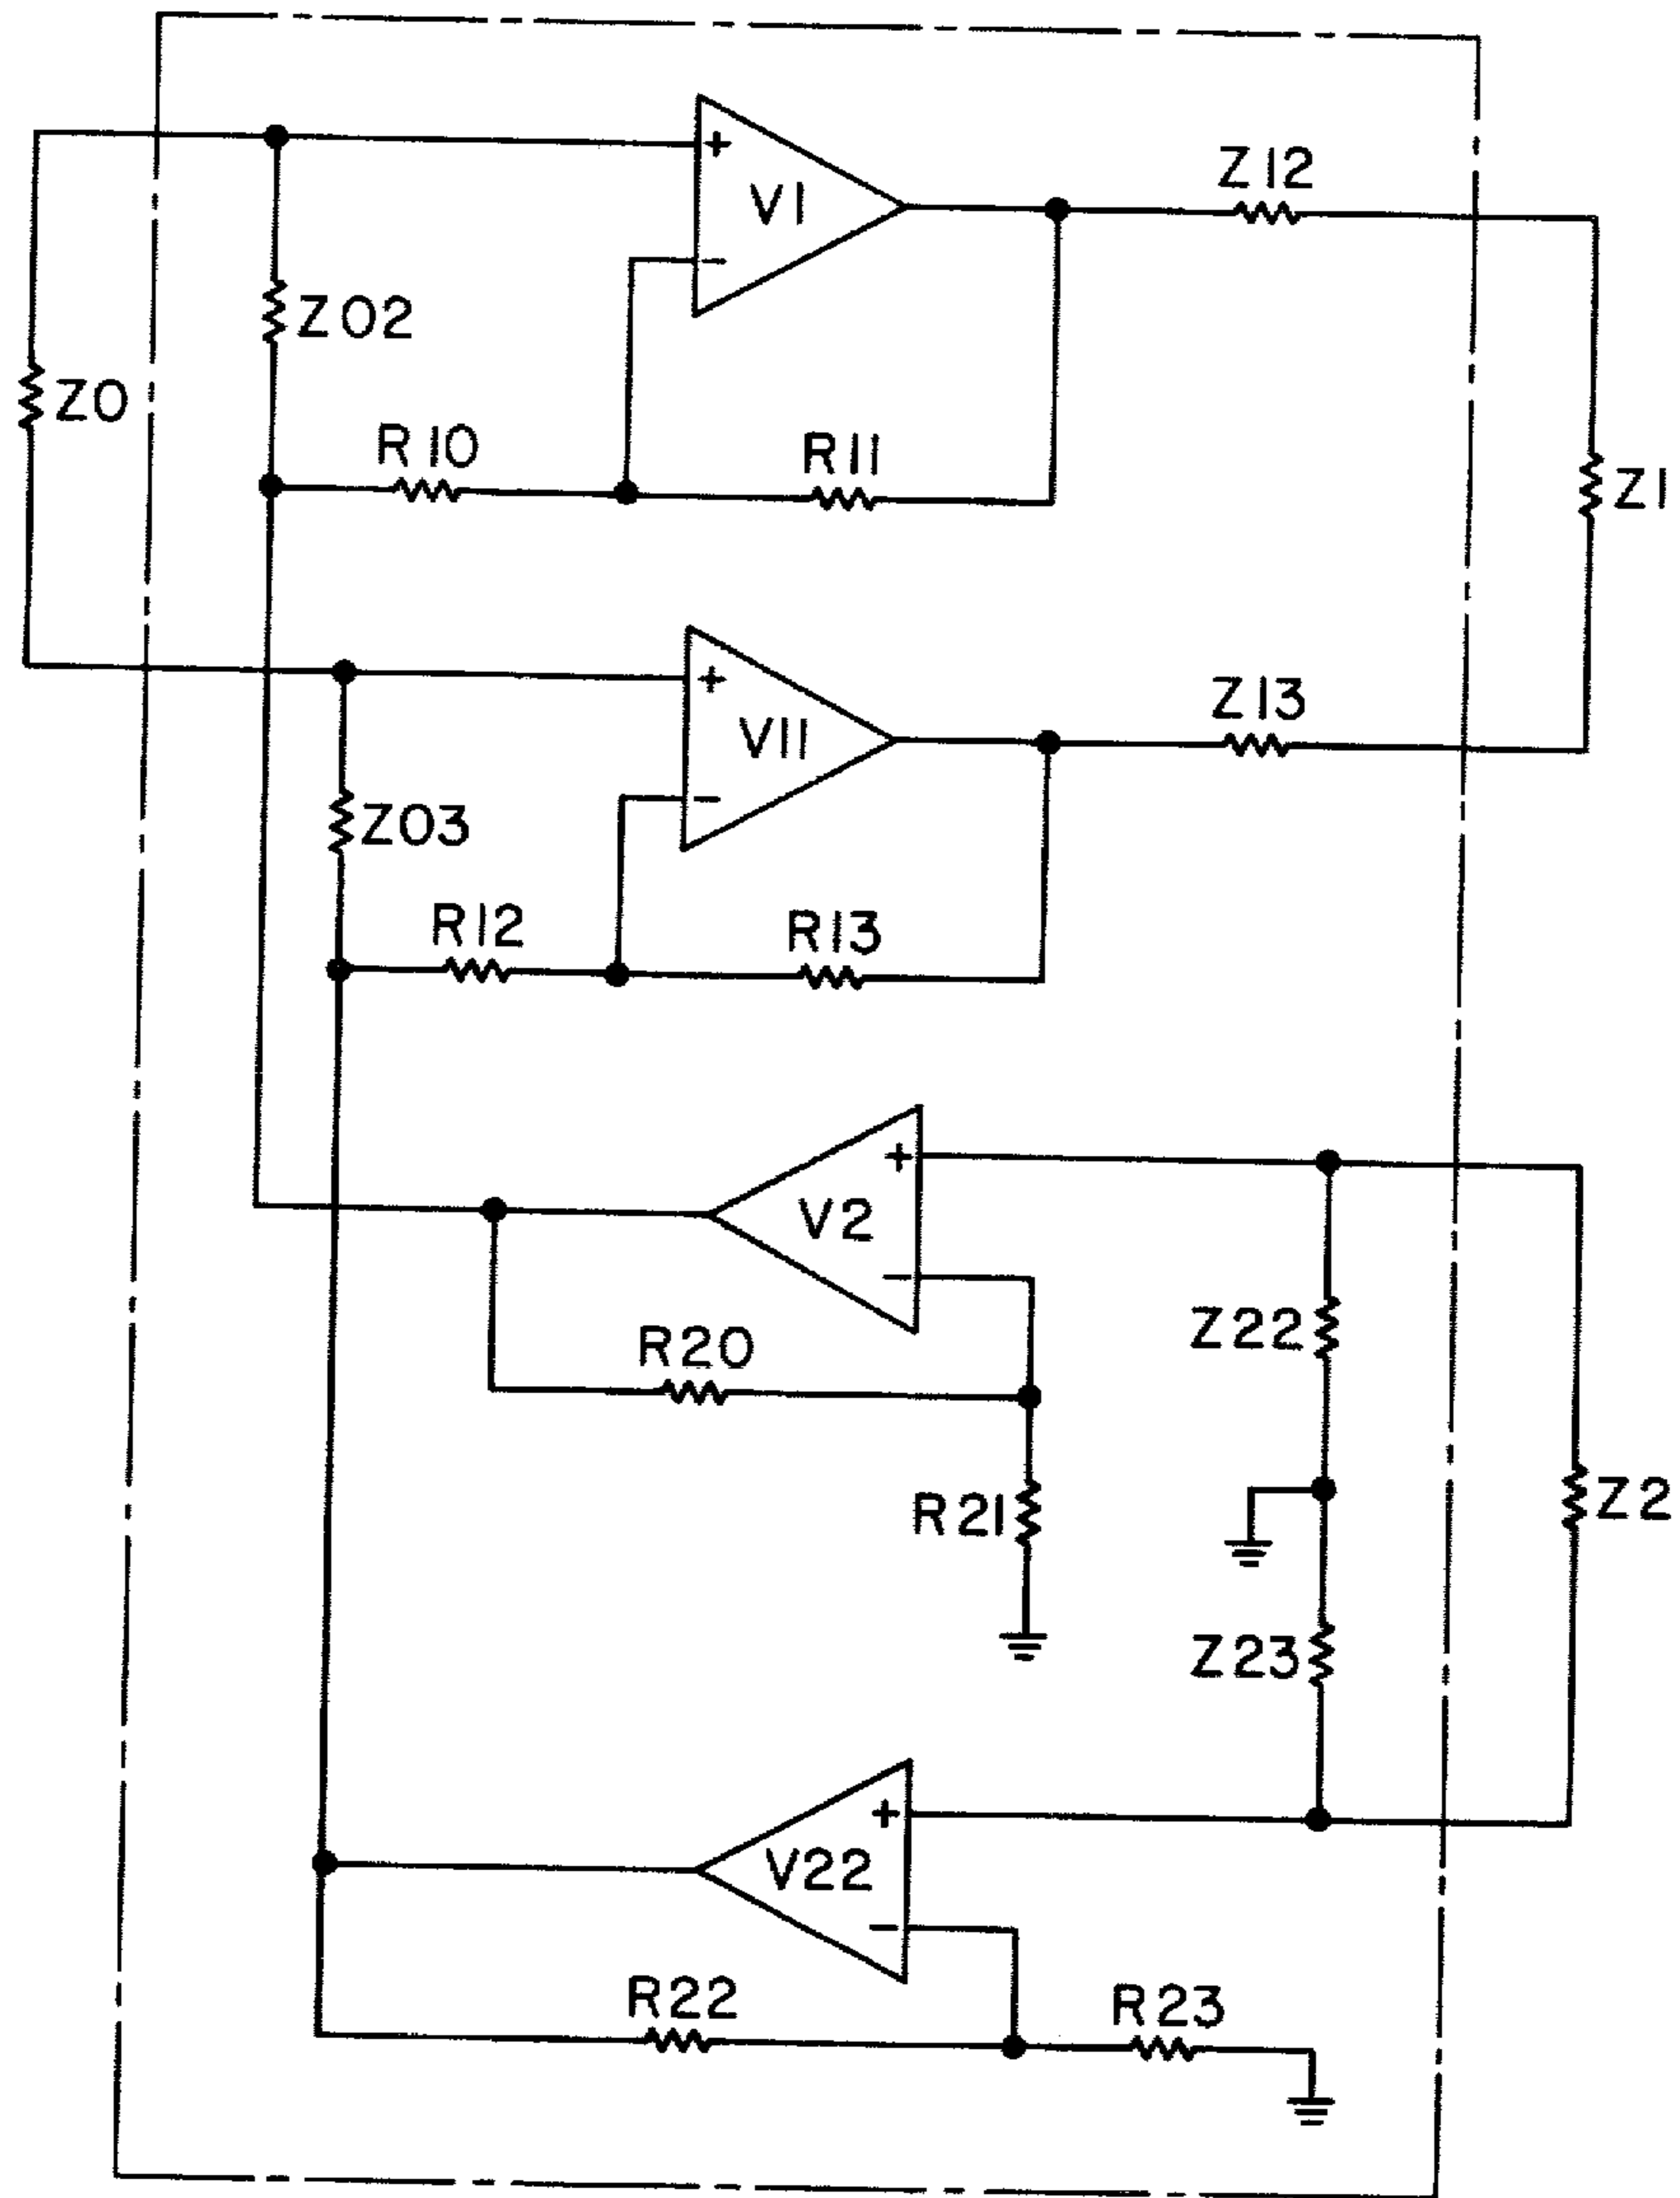 +
V1
-
Z12
Z02
Z0
R10
R11
Z1
+
V11
-
Z13
Z03
R12
R13
+
V2
-
Z22
R20
R21
Z2
Z23
+
V22
-
R22
R23